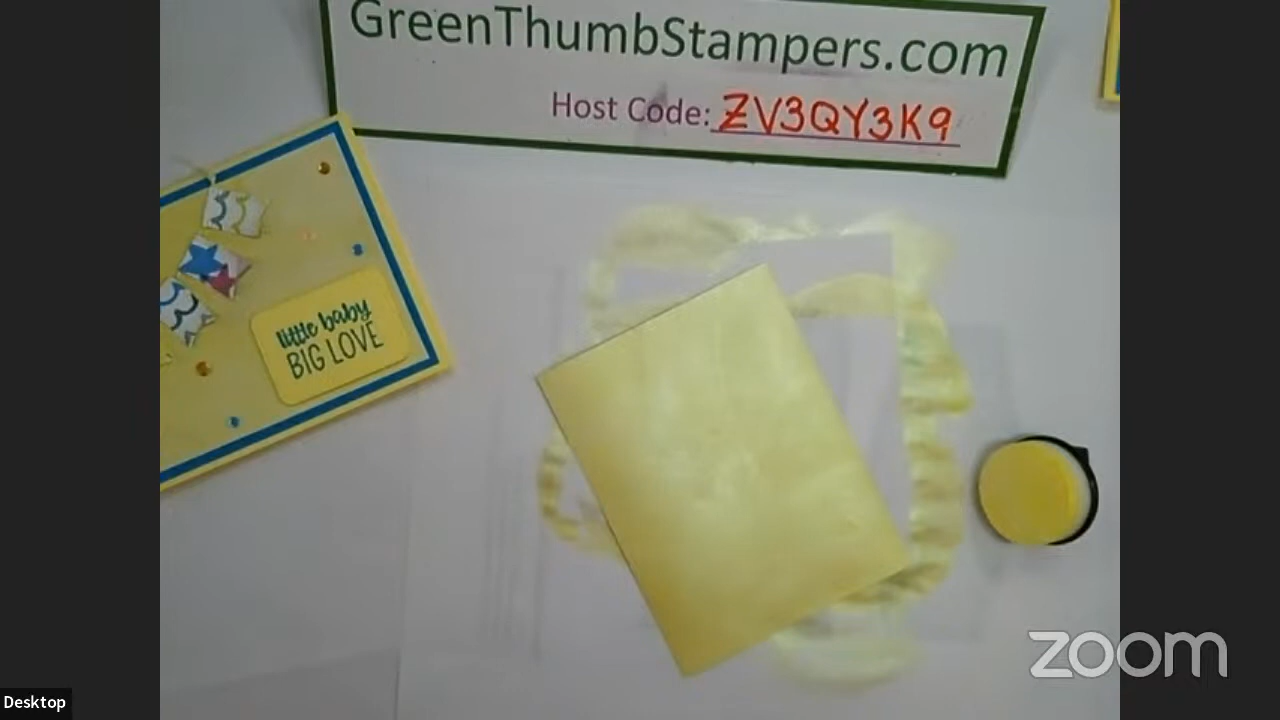 GreenThumbStampers.com
Host Code: ZV3QY3K9
little baby
BIG LOVE
zoom
Desktop